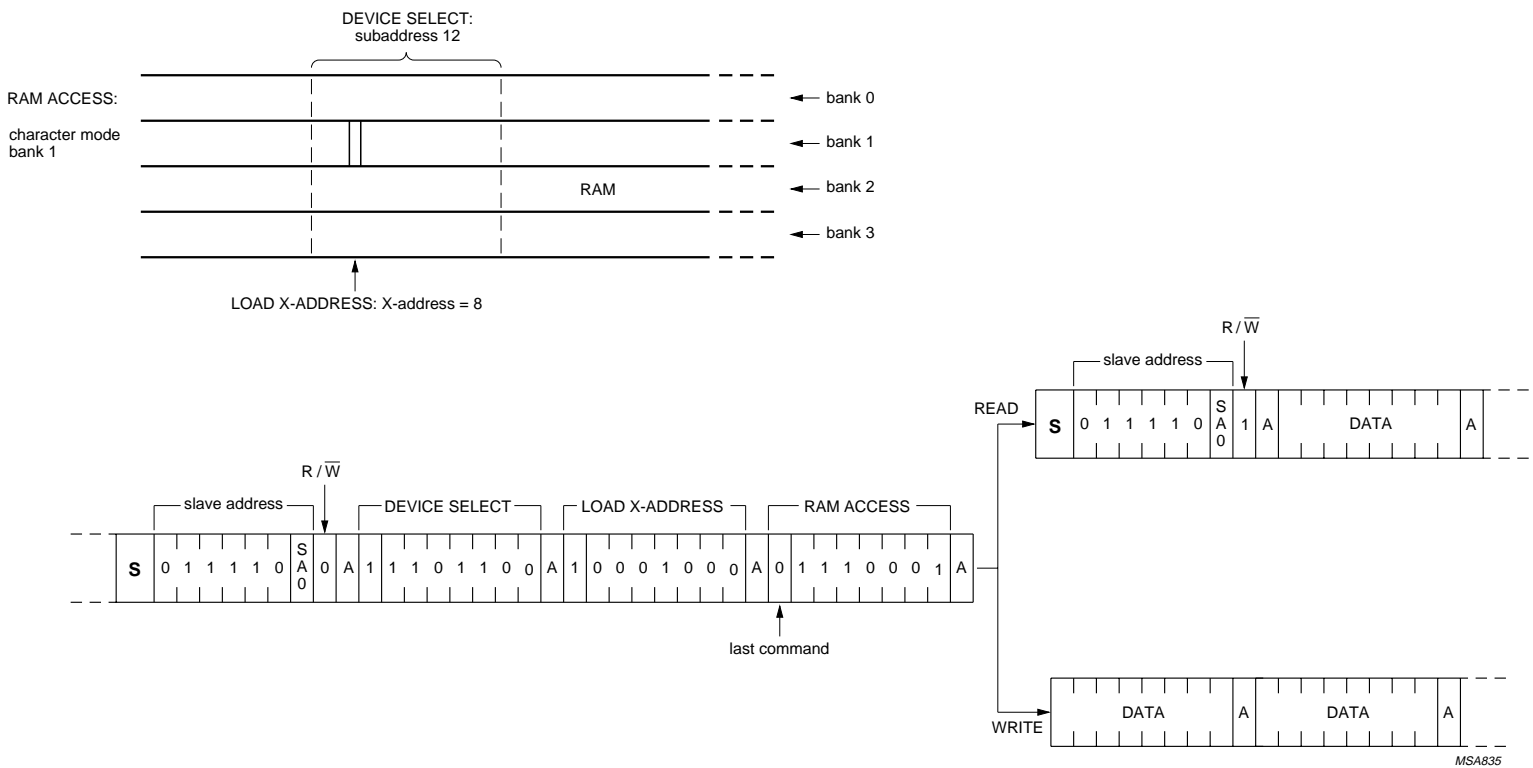 DEVICE SELECT:
subaddress 12
RAM ACCESS:
bank 0
character mode
bank 1
bank 1
RAM
bank 2
bank 3
LOAD X-ADDRESS: X-address = 8
R / W
slave address
READ
S 0 1 1 1 1 0 SA0 1 A DATA A
R / W
slave address
DEVICE SELECT
LOAD X-ADDRESS
RAM ACCESS
S 0 1 1 1 1 0 SA0 0 A 1 1 1 0 1 1 0 0 A 1 0 0 0 1 0 0 0 A 0 1 1 1 0 0 0 1 A
last command
WRITE
DATA A DATA A
MSA835